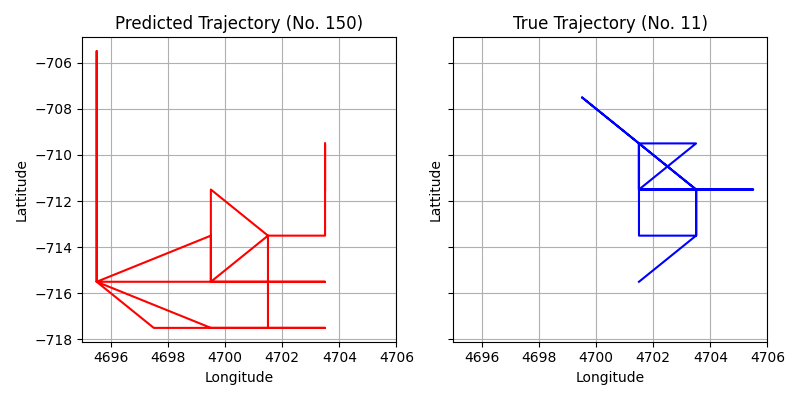 Predicted Trajectory (No. 150)
True Trajectory (No. 11)
Lattitude
−706
−708
−710
−712
−714
−716
−718
4696 4698 4700 4702 4704 4706
Longitude
Lattitude
4696 4698 4700 4702 4704 4706
Longitude